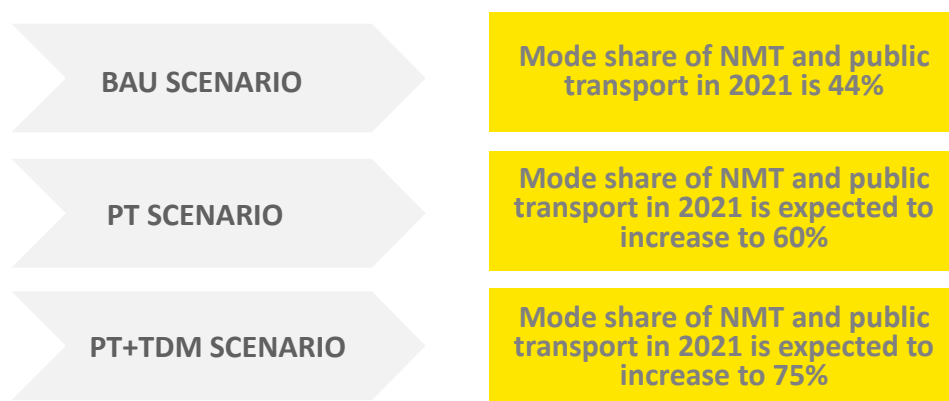 BAU SCENARIO
Mode share of NMT and public
transport in 2021 is 44%
PT SCENARIO
Mode share of NMT and public
transport in 2021 is expected to
increase to 60%
PT+TDM SCENARIO
Mode share of NMT and public
transport in 2021 is expected to
increase to 75%